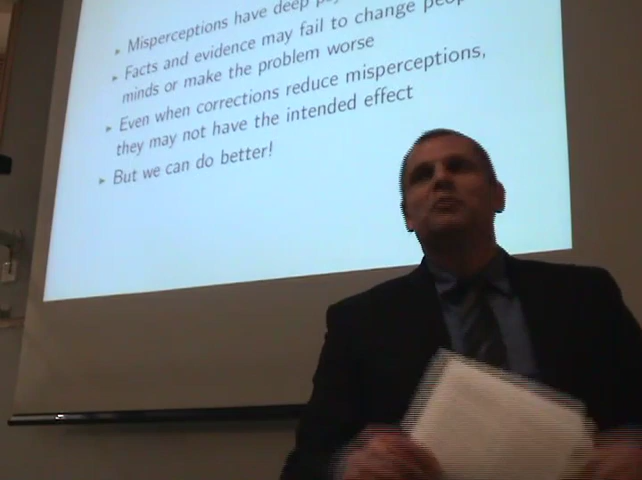 Misperceptions have deep
Facts and evidence may fail to change
minds or make the problem worse
Even when corrections reduce misperceptions,
they may not have the intended effect
But we can do better!